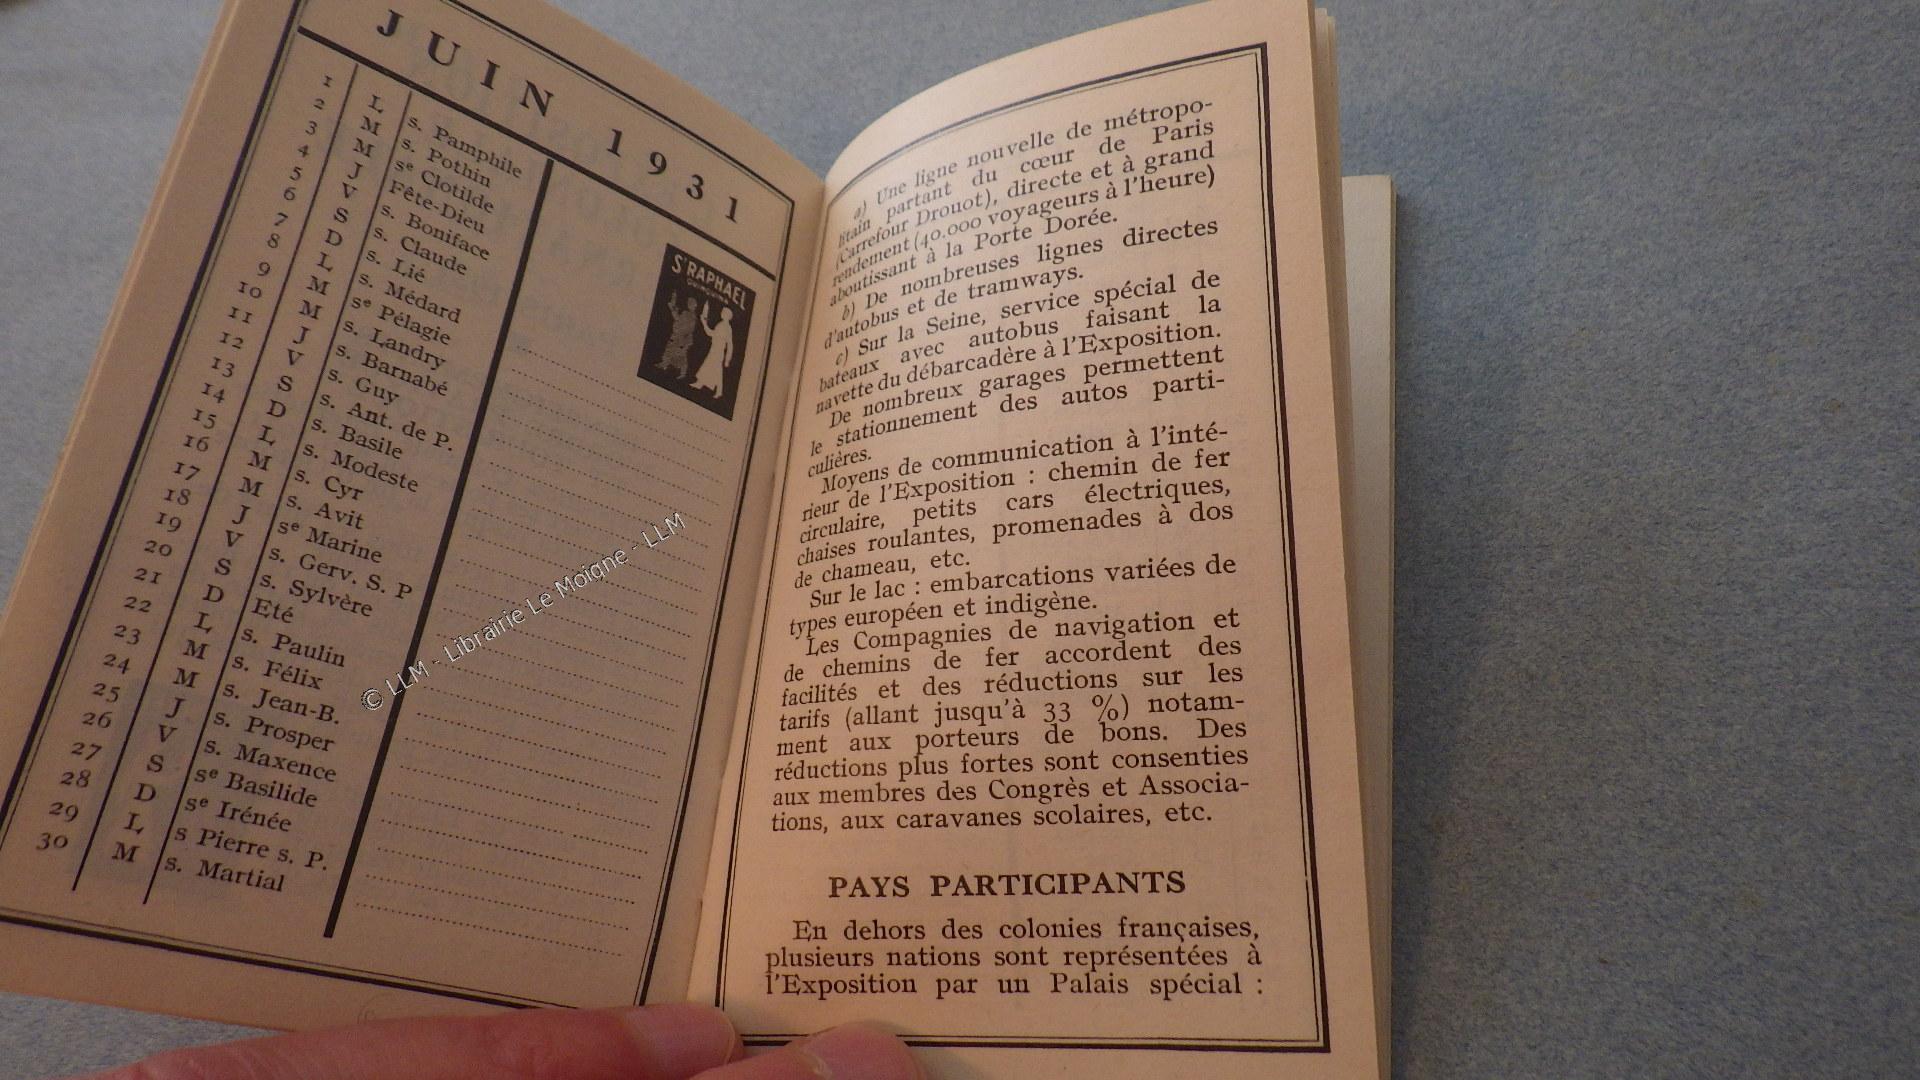 JUIN 1931
1 L s. Pamphile
2 M s. Pothin
3 M sᵉ Clotilde
4 J Fête-Dieu
5 V s. Boniface
6 S s. Claude
7 D s. Lié
8 L s. Médard
9 M sᵉ Pélagie
10 M s. Landry
11 J s. Barnabé
12 V s. Guy
13 S s. Ant. de P.
14 D s. Basile
15 L s. Modeste
16 M s. Cyr
17 M s. Avit
18 J sᵉ Marine
19 V s. Gerv. S. P
20 S s. Sylvère
21 D Eté
22 L s. Paulin
23 M s. Félix
24 M s. Jean-B.
25 J s. Prosper
26 V s. Maxence
27 S sᵉ Basilide
28 D sᵉ Irénée
29 L s Pierre s. P.
30 M s. Martial
ST RAPHAEL
QUINQUINA
© LLM - Librairie Le Moigne - LLM
a) Une ligne nouvelle de métropo-
litain partant du cœur de Paris
(Carrefour Drouot), directe et à grand
rendement (40.000 voyageurs à l'heure)
aboutissant à la Porte Dorée.
b) De nombreuses lignes directes
d'autobus et de tramways.
c) Sur la Seine, service spécial de
bateaux avec autobus faisant la
navette du débarcadère à l'Exposition.
De nombreux garages permettent
le stationnement des autos parti-
culières.
Moyens de communication à l'inté-
rieur de l'Exposition : chemin de fer
circulaire, petits cars électriques,
chaises roulantes, promenades à dos
de chameau, etc.
Sur le lac : embarcations variées de
types européen et indigène.
Les Compagnies de navigation et
de chemins de fer accordent des
facilités et des réductions sur les
tarifs (allant jusqu'à 33 %) notam-
ment aux porteurs de bons. Des
réductions plus fortes sont consenties
aux membres des Congrès et Associa-
tions, aux caravanes scolaires, etc.
PAYS PARTICIPANTS
En dehors des colonies françaises,
plusieurs nations sont représentées à
l'Exposition par un Palais spécial :